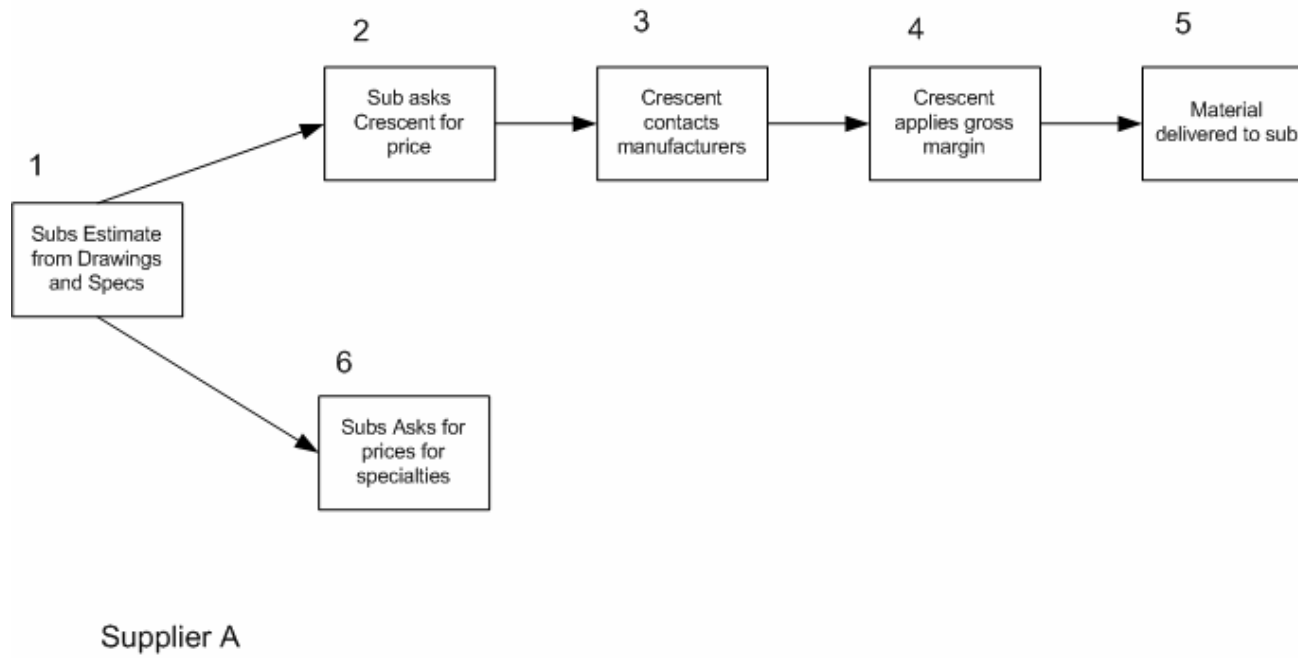 2
3
4
5
Sub asks
Crescent for
price
Crescent
contacts
manufacturers
Crescent
applies gross
margin
Material
delivered to sub
1
Subs Estimate
from Drawings
and Specs
6
Subs Asks for
prices for
specialties
Supplier A